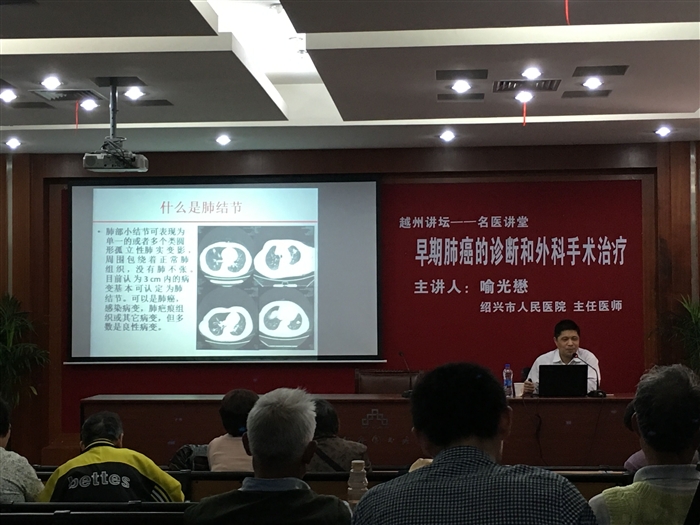 什么是肺结节
• 肺部小结节可表现为
单一的或者多个类圆
形孤立性肺实变影，
周围包绕着正常肺
组织，没有肺不张。
目前认为3 cm内的病
变基本可认定为肺
结节。可以是肺癌，
感染病变，肺疤痕组
织或其它病变，但多
数是良性病变。
越州讲坛——名医讲堂
早期肺癌的诊断和外科手术治疗
主讲人：喻光懋
绍兴市人民医院 主任医师
bettes